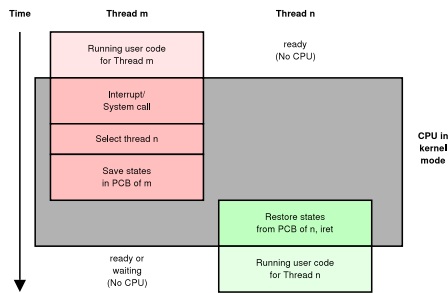 Time
Thread m
Thread n
Running user code
for Thread m
ready
(No CPU)
Interrupt/
System call
Select thread n
Save states
in PCB of m
CPU in
kernel
mode
Restore states
from PCB of n, iret
ready or
waiting
(No CPU)
Running user code
for Thread n